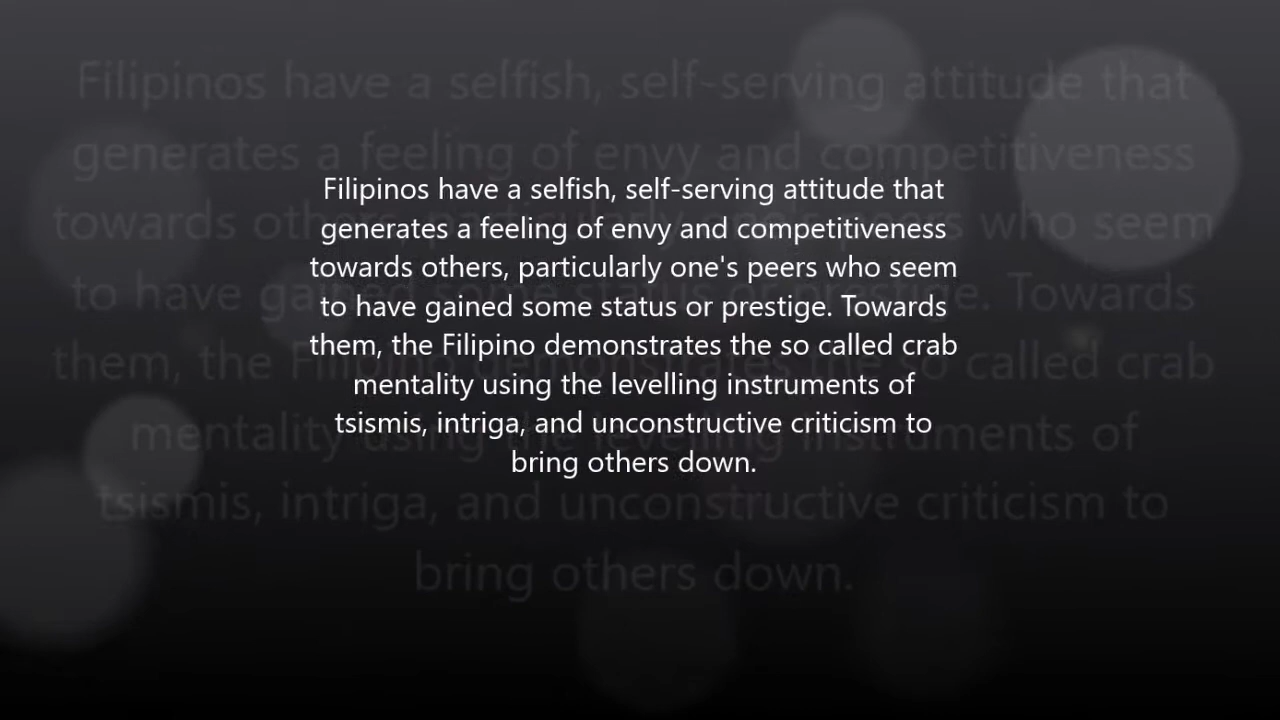 Filipinos have a selfish, self-serving attitude that
generates a feeling of envy and competitiveness
towards others, particularly one's peers who seem
to have gained some status or prestige. Towards
them, the Filipino demonstrates the so called crab
mentality using the levelling instruments of
tsismis, intriga, and unconstructive criticism to
bring others down.